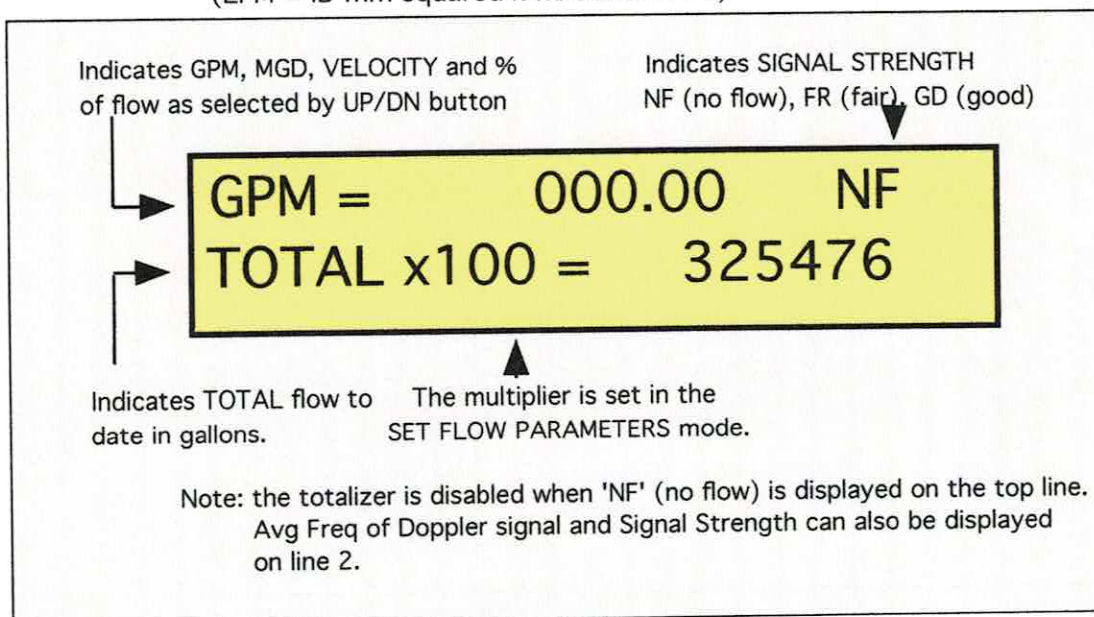 Indicates GPM, MGD, VELOCITY and %
of flow as selected by UP/DN button
Indicates SIGNAL STRENGTH
NF (no flow), FR (fair), GD (good)
GPM = 000.00 NF
TOTAL x100 = 325476
Indicates TOTAL flow to
date in gallons.
The multiplier is set in the
SET FLOW PARAMETERS mode.
Note: the totalizer is disabled when 'NF' (no flow) is displayed on the top line.
Avg Freq of Doppler signal and Signal Strength can also be displayed
on line 2.